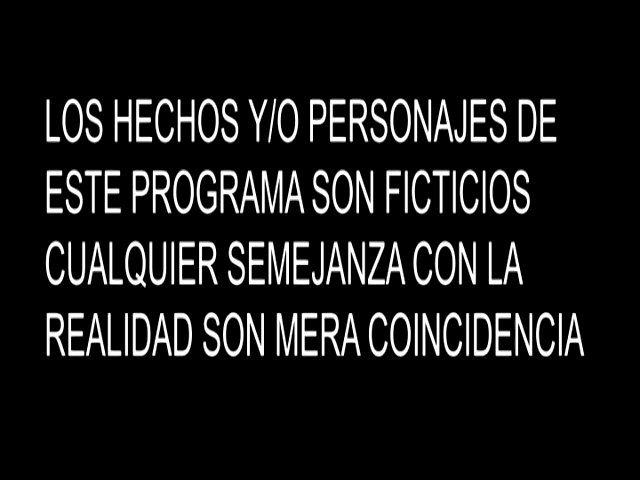 LOS HECHOS Y/O PERSONAJES DE
ESTE PROGRAMA SON FICTICIOS
CUALQUIER SEMEJANZA CON LA
REALIDAD SON MERA COINCIDENCIA